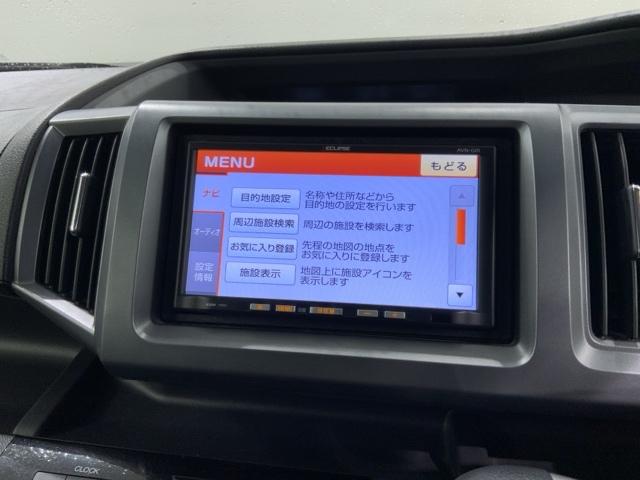 ECLIPSE
AVN-G01
MENU
もどる
ナビ
目的地設定
名称や住所などから
目的地の設定を行います
オーディオ
周辺施設検索
周辺の施設を検索します
お気に入り登録
先程の地図の地点を
お気に入りに登録します
設定
情報
施設表示
地図上に施設アイコンを
表示します
MENU
CLOCK